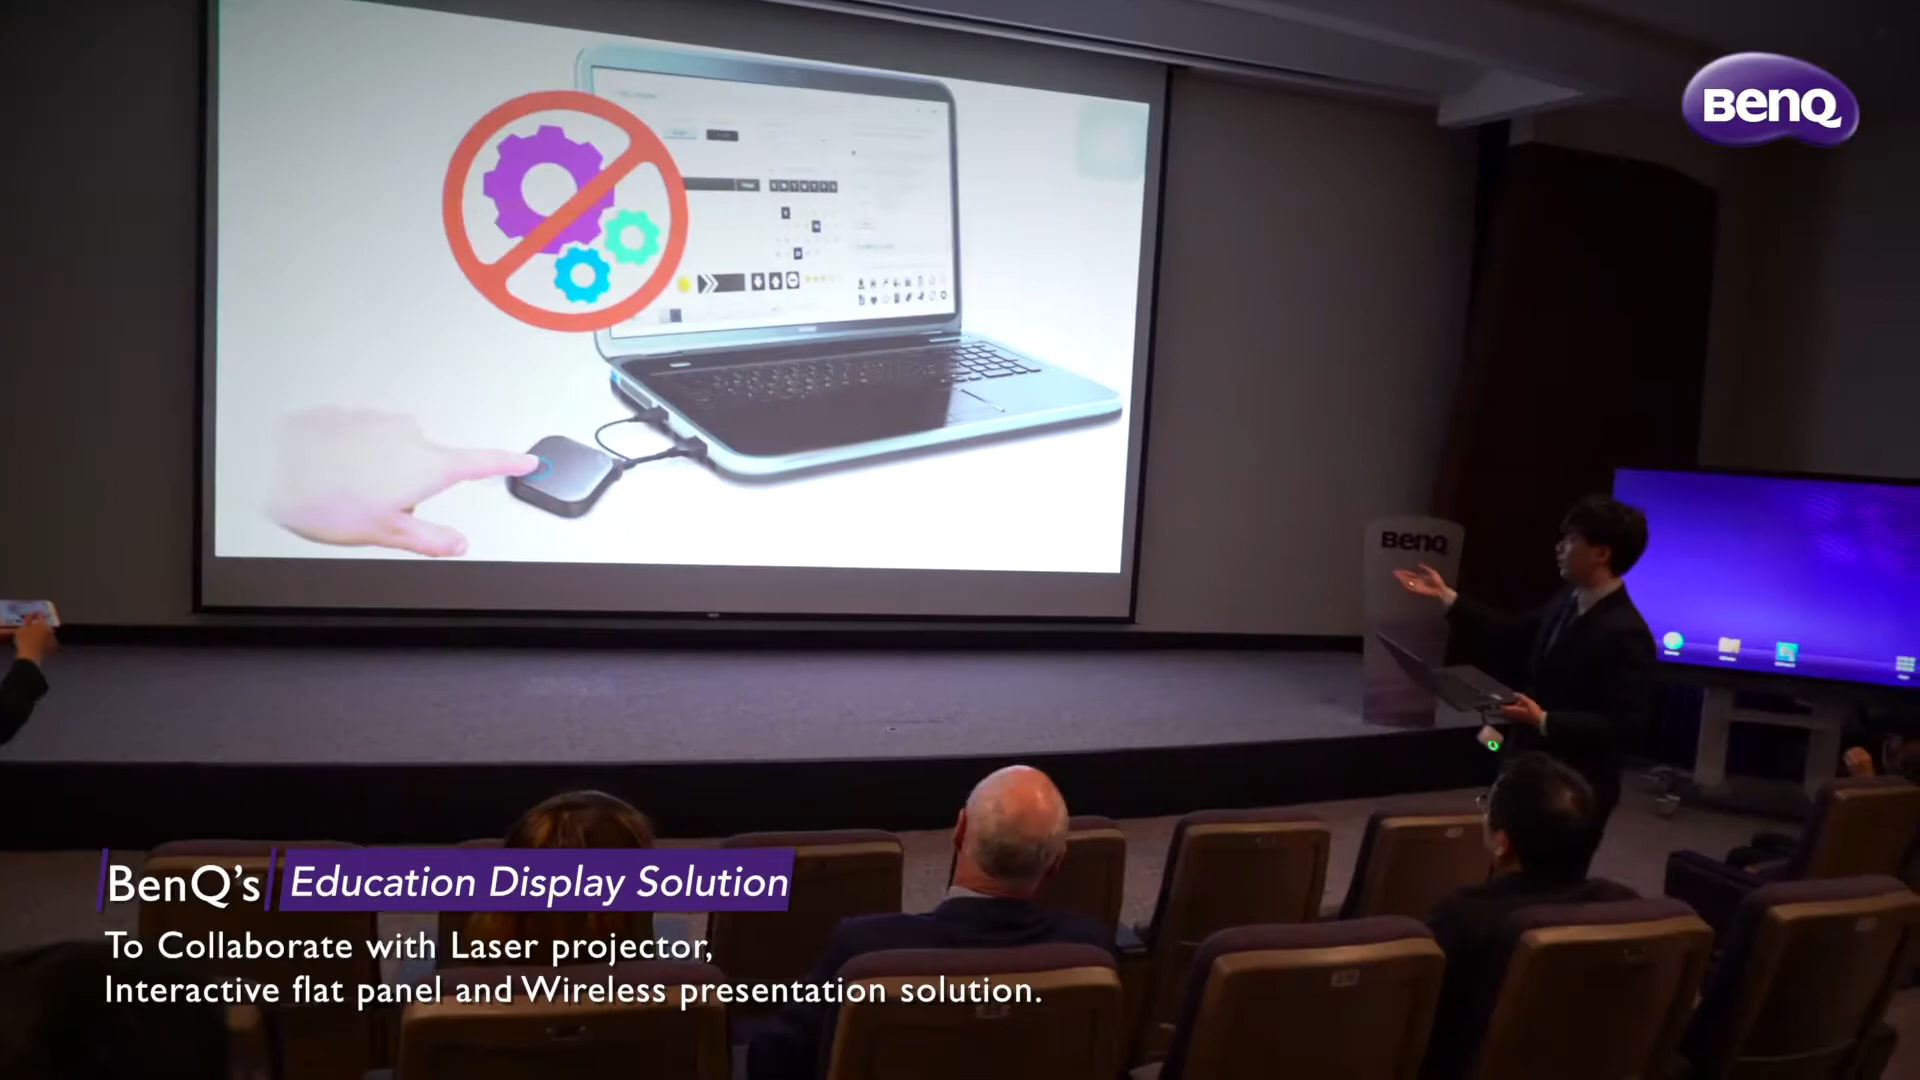 BenQ
BenQ
BenQ's Education Display Solution
To Collaborate with Laser projector,
Interactive flat panel and Wireless presentation solution.